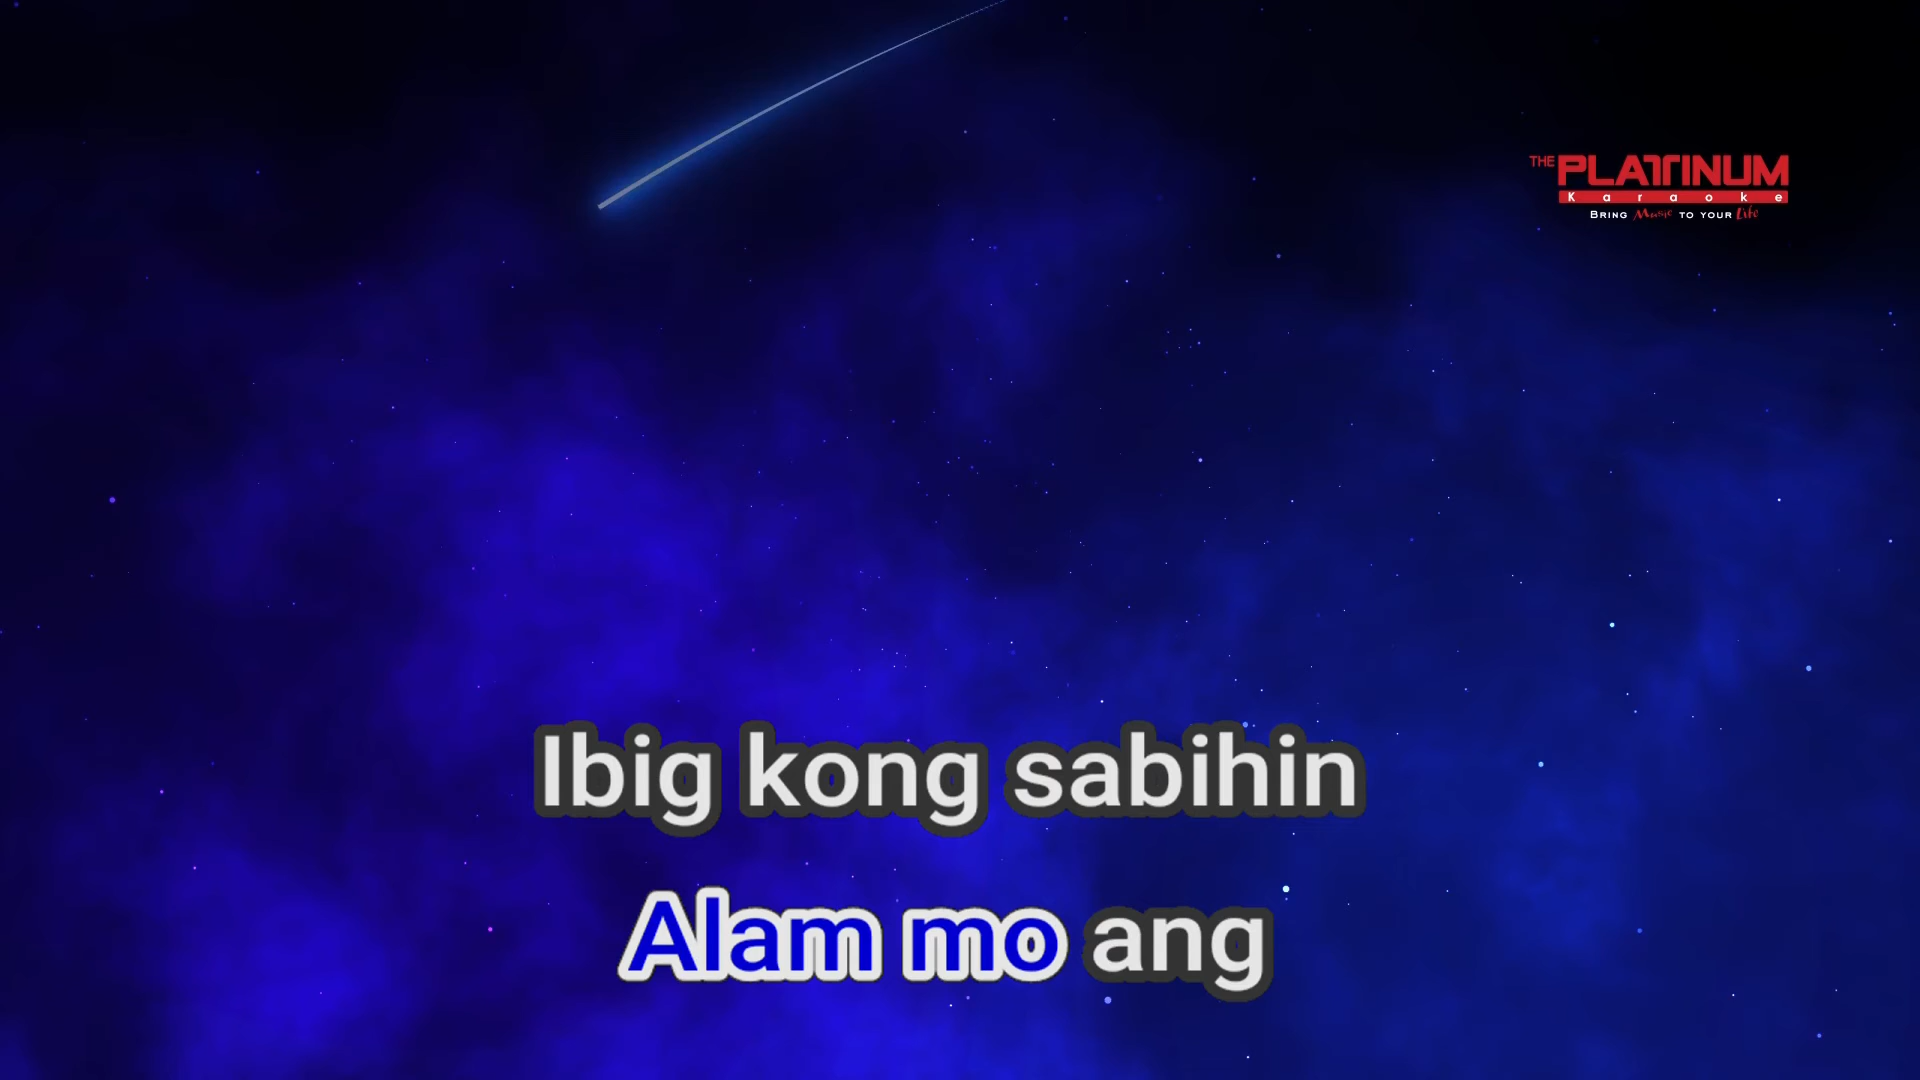 THE PLATINUM
Karaoke
BRING Music TO YOUR Life
Ibig kong sabihin
Alam mo ang